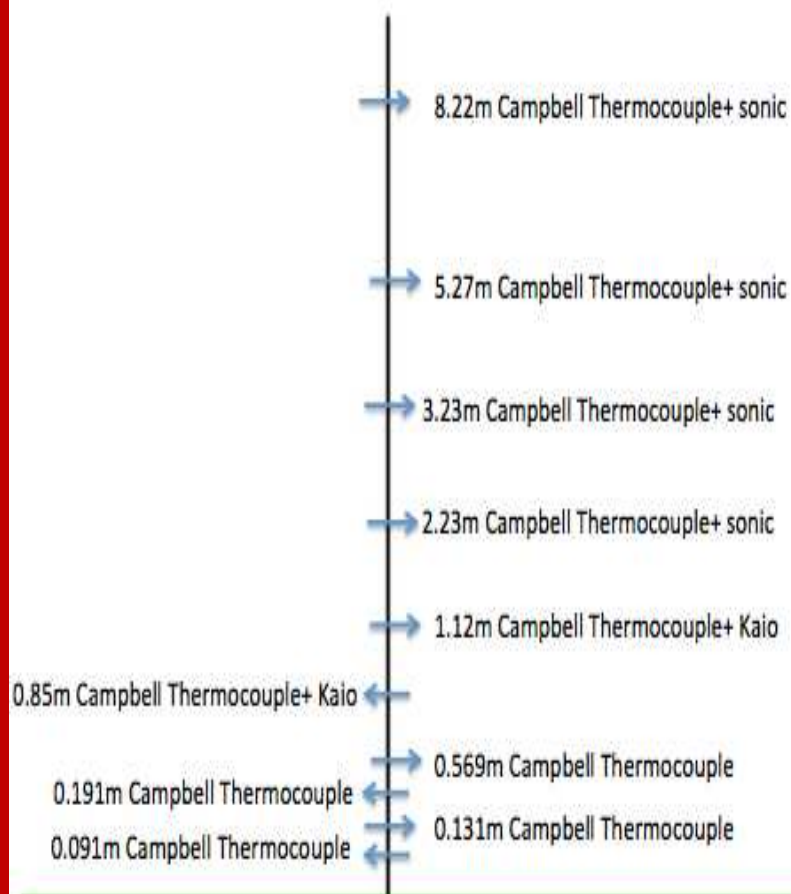 8.22m Campbell Thermocouple+ sonic
5.27m Campbell Thermocouple+ sonic
3.23m Campbell Thermocouple+ sonic
2.23m Campbell Thermocouple+ sonic
1.12m Campbell Thermocouple+ Kaio
0.85m Campbell Thermocouple+ Kaio
0.569m Campbell Thermocouple
0.191m Campbell Thermocouple
0.131m Campbell Thermocouple
0.091m Campbell Thermocouple